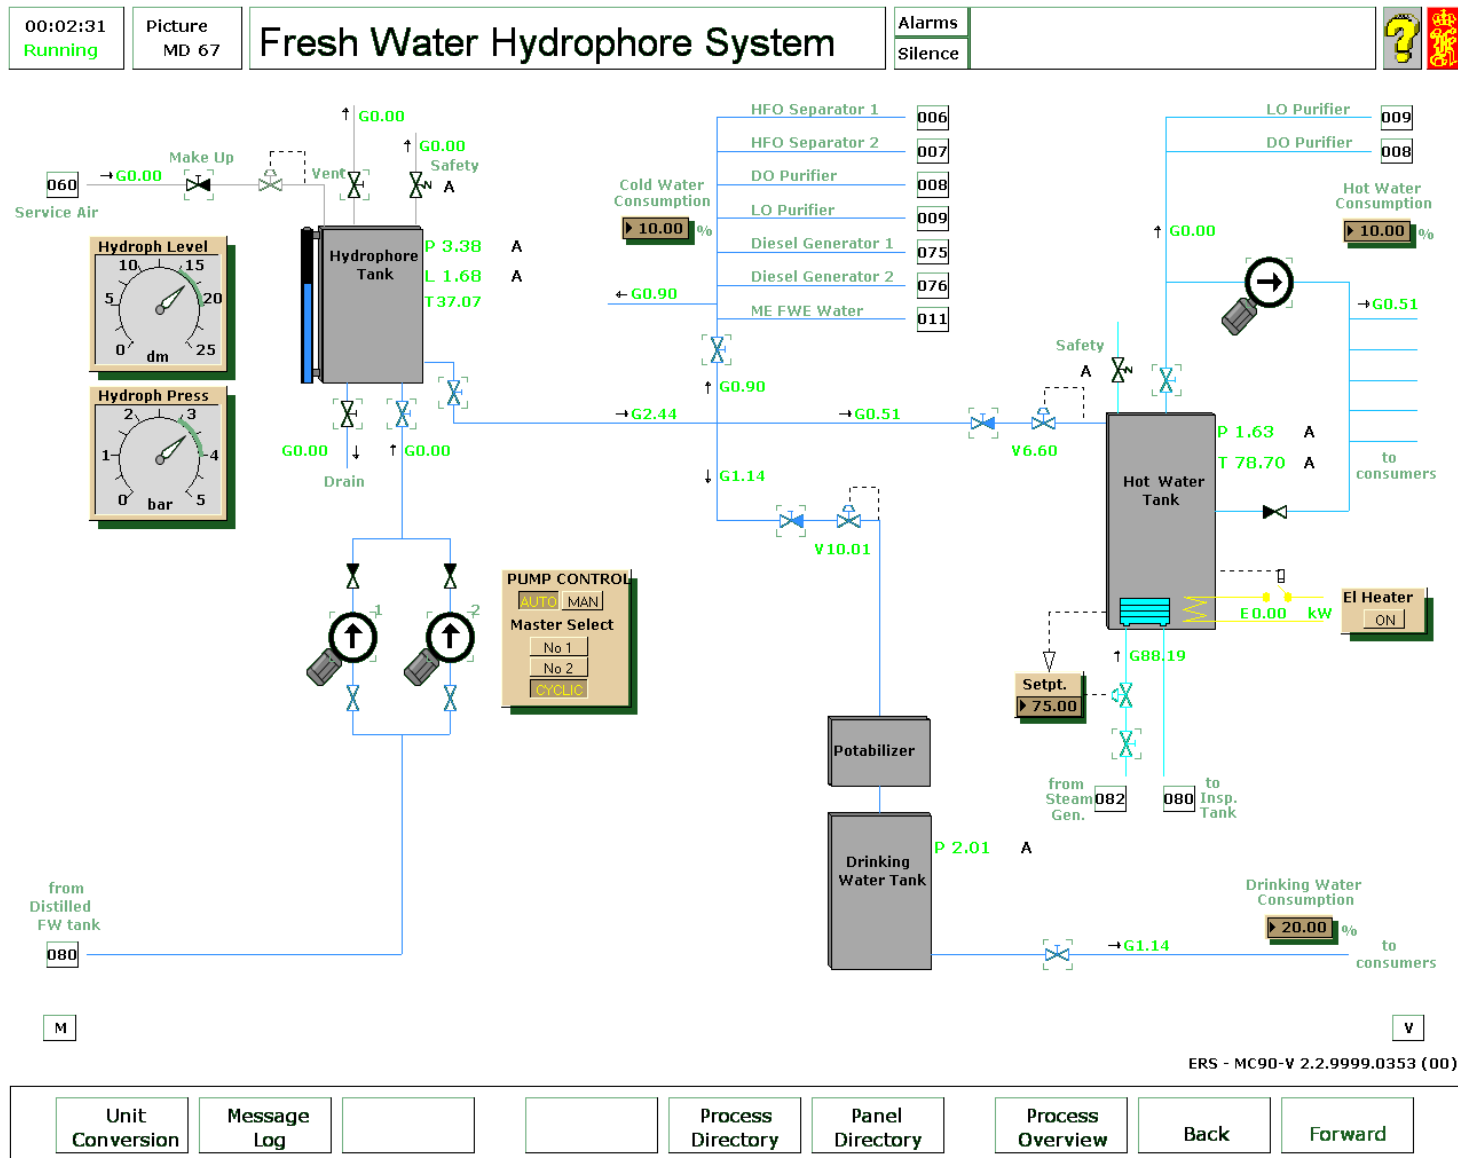 00:02:31
Running
Picture
MD 67
Fresh Water Hydrophore System
Alarms
Silence
?
G0.00
G0.00
Make Up
Vent
Safety
A
060
G0.00
Service Air
Hydroph Level
10
15
5
20
0
25
dm
Hydrophore
Tank
P 3.38 A
L 1.68 A
T 37.07
Hydroph Press
2
3
1
4
0
5
bar
G0.00
G0.00
Drain
Cold Water
Consumption
10.00 %
HFO Separator 1 006
HFO Separator 2 007
DO Purifier 008
LO Purifier 009
Diesel Generator 1 075
Diesel Generator 2 076
ME FWE Water 011
G0.90
G0.90
G2.44
G0.51
G1.14
V10.01
V6.60
LO Purifier 009
DO Purifier 008
Hot Water
Consumption
10.00 %
G0.00
G0.51
Safety
A
P 1.63 A
T 78.70 A
Hot Water
Tank
to
consumers
E0.00 kW
El Heater
ON
G88.19
Setpt.
75.00
from
Steam
Gen.
082
080
to
Insp.
Tank
1
2
PUMP CONTROL
AUTO MAN
Master Select
No 1
No 2
CYCLIC
Potabilizer
Drinking
Water Tank
P 2.01 A
Drinking Water
Consumption
20.00 %
G1.14
to
consumers
from
Distilled
FW tank
080
M
V
ERS - MC90-V 2.2.9999.0353 (00)
Unit
Conversion
Message
Log
Process
Directory
Panel
Directory
Process
Overview
Back
Forward